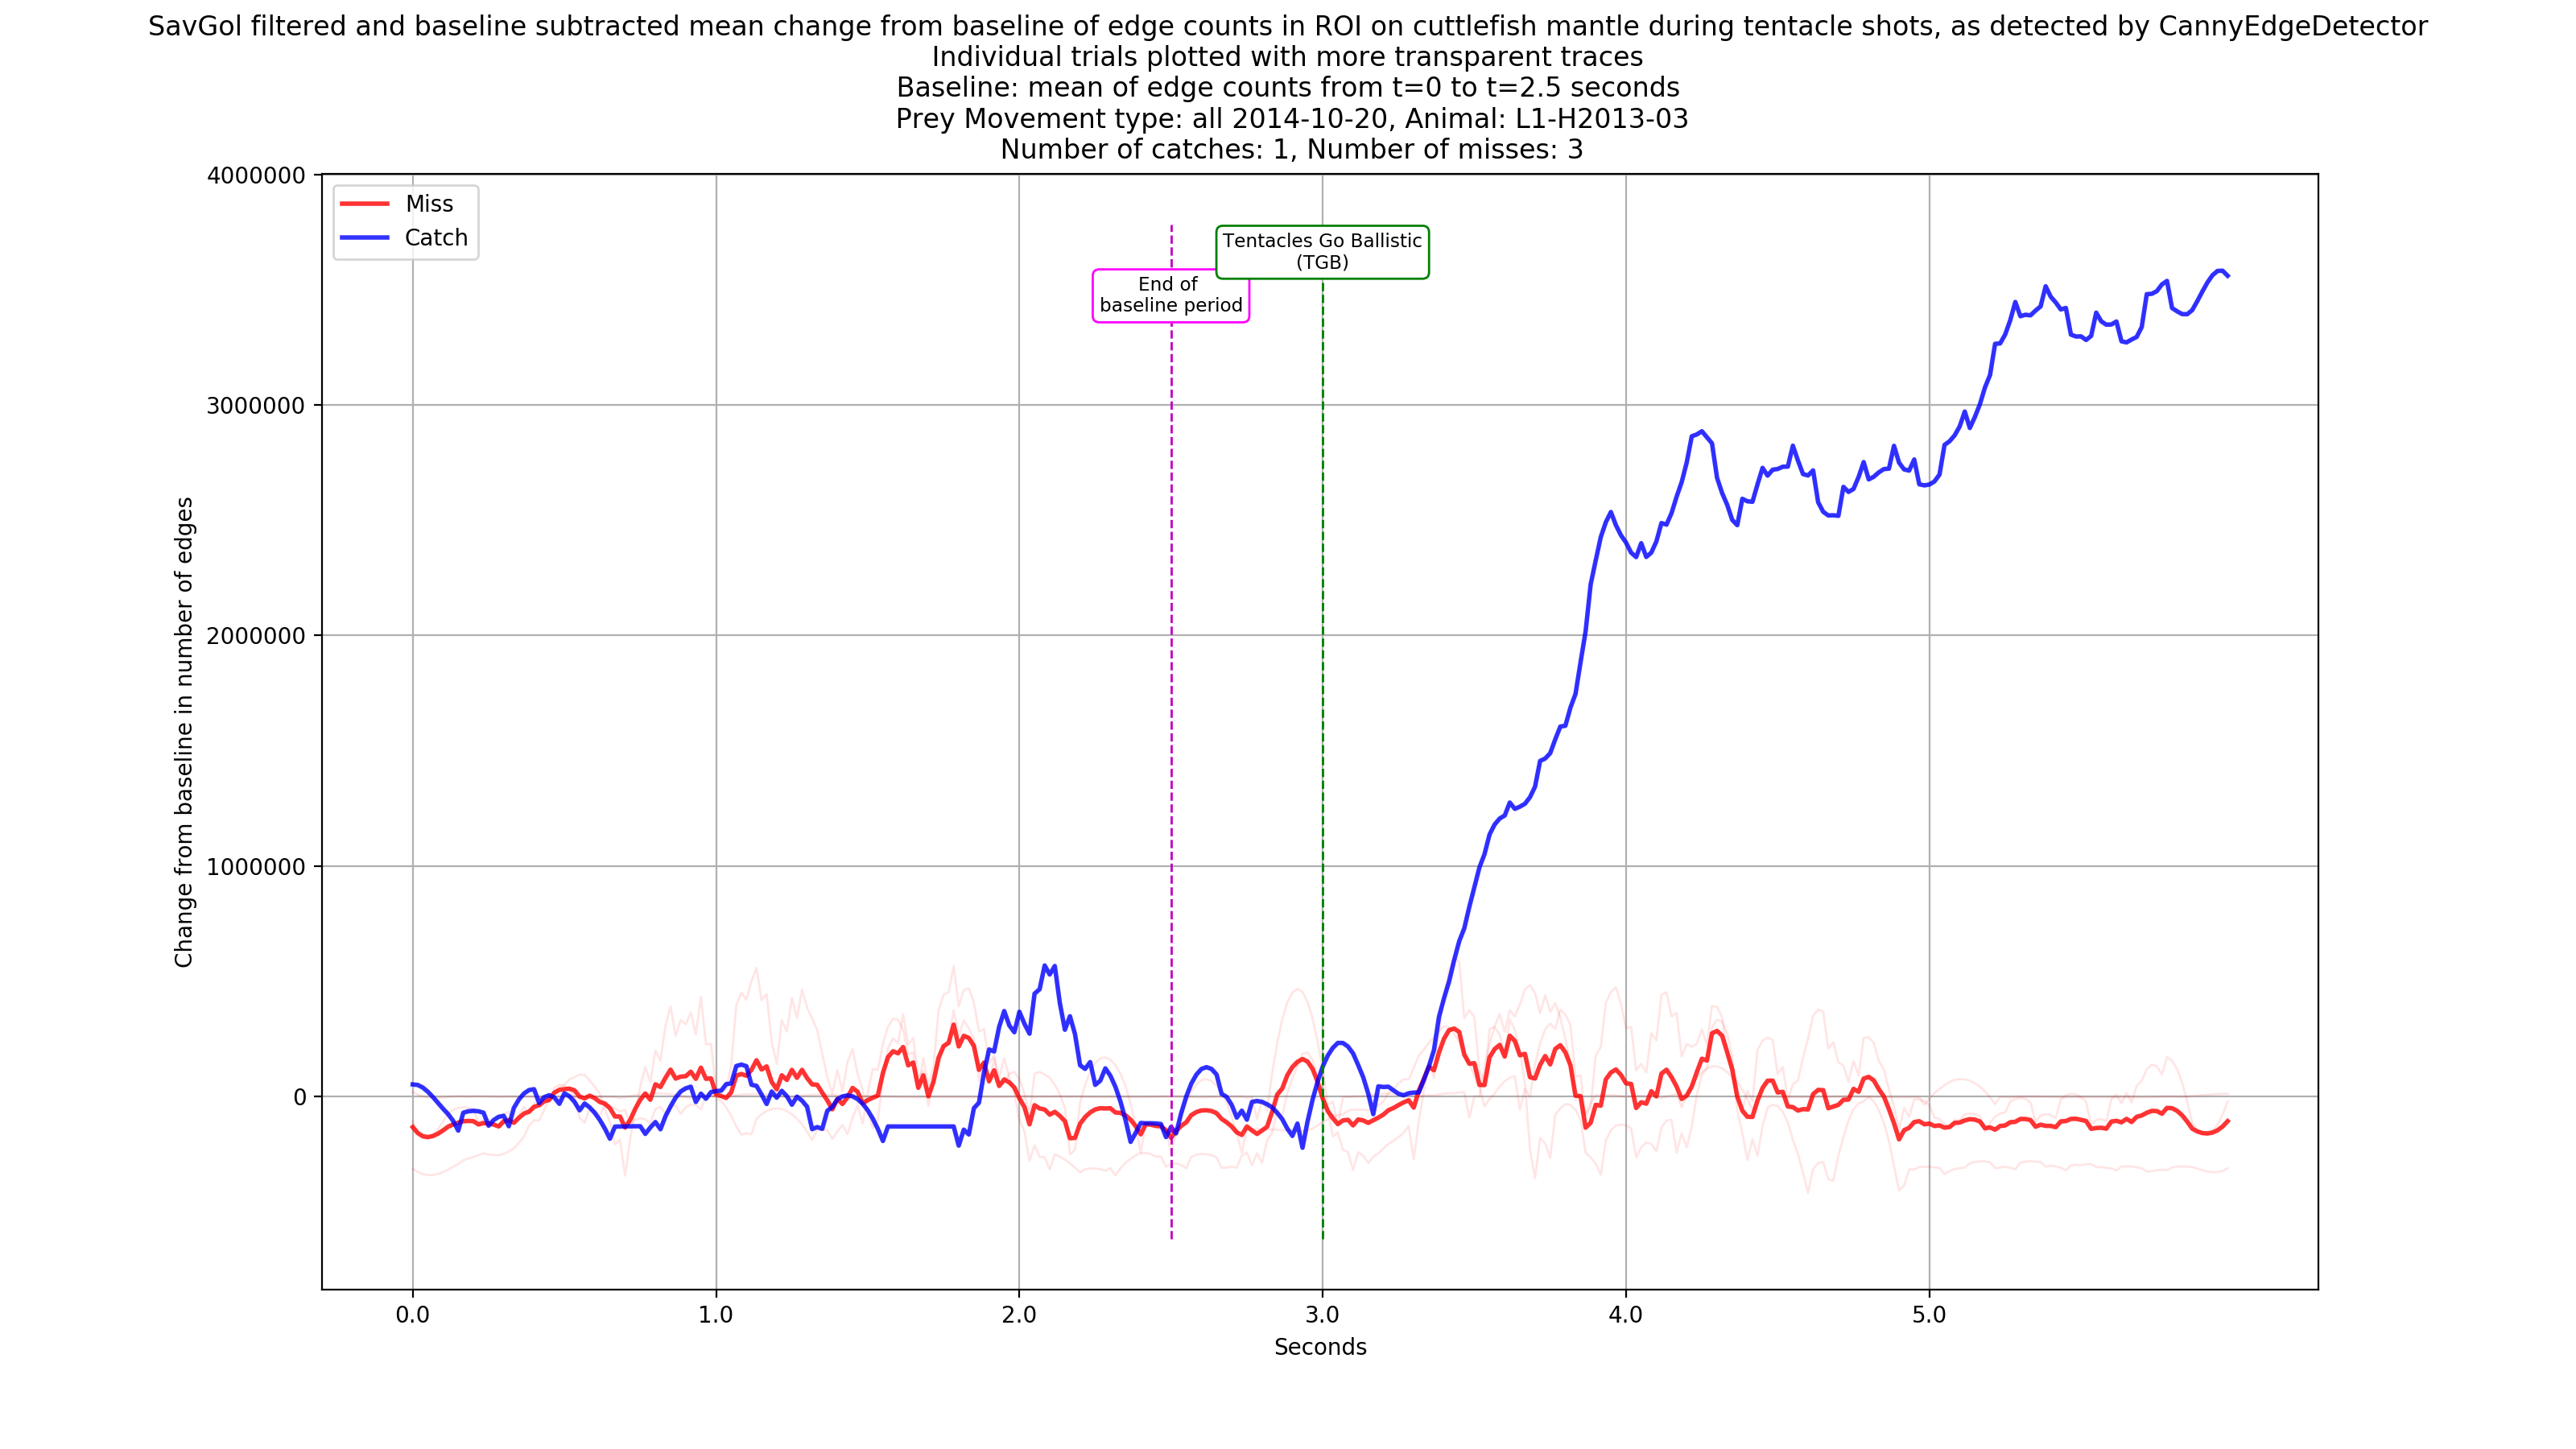 SavGol filtered and baseline subtracted mean change from baseline of edge counts in ROI on cuttlefish mantle during tentacle shots, as detected by CannyEdgeDetector
Individual trials plotted with more transparent traces
Baseline: mean of edge counts from t=0 to t=2.5 seconds
Prey Movement type: all 2014-10-20, Animal: L1-H2013-03
Number of catches: 1, Number of misses: 3
Miss
Catch
Tentacles Go Ballistic
(TGB)
End of
baseline period
Change from baseline in number of edges
4000000
3000000
2000000
1000000
0
0.0
1.0
2.0
3.0
4.0
5.0
Seconds